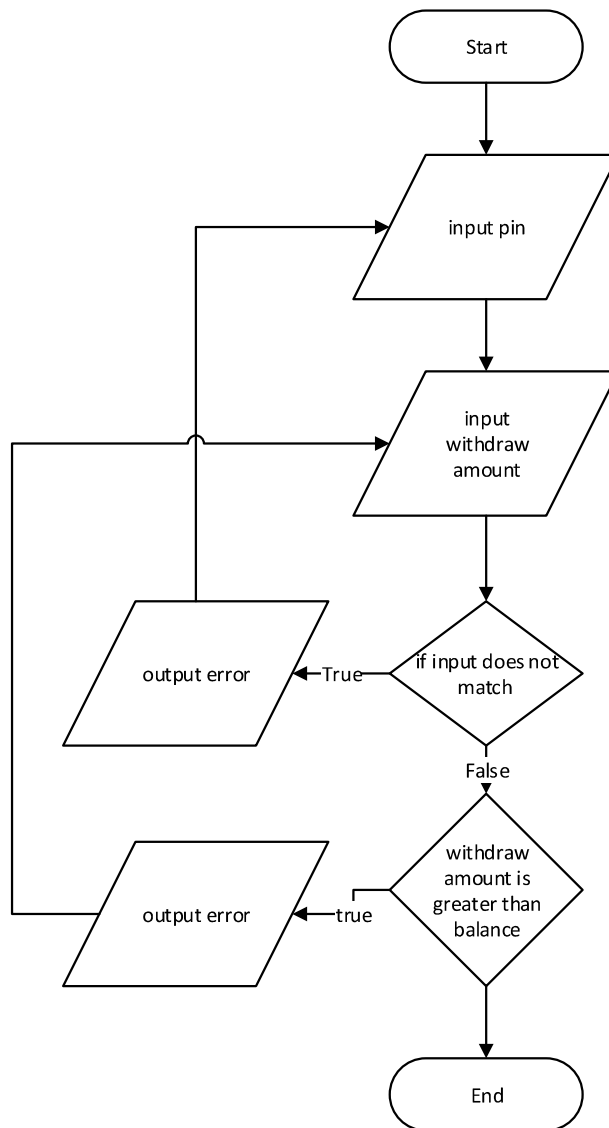 Start
input pin
input
withdraw
amount
if input does not
match
True
output error
False
withdraw
amount is
greater than
balance
true
output error
End